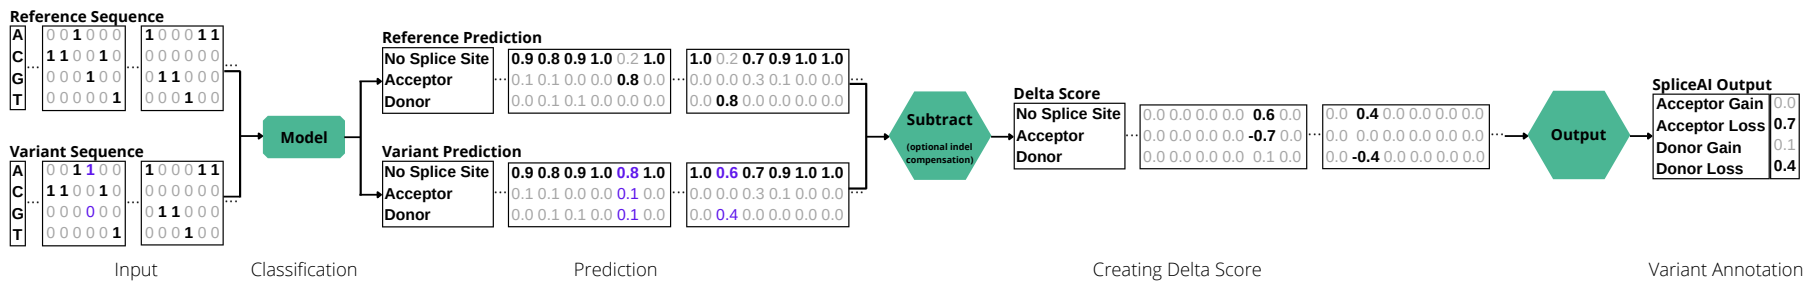 Reference Sequence
A 0 0 1 0 0 0 1 0 0 0 1 1
C ... 1 1 0 0 1 0 ... 0 0 0 0 0 0 ...
G 0 0 0 1 0 0 0 1 1 0 0 0
T 0 0 0 0 0 1 0 0 0 1 0 0
Variant Sequence
A 0 0 1 1 0 0 1 0 0 0 1 1
C ... 1 1 0 0 1 0 ... 0 0 0 0 0 0 ...
G 0 0 0 0 0 0 0 1 1 0 0 0
T 0 0 0 0 0 1 0 0 0 1 0 0
Input
Model
Classification
Reference Prediction
No Splice Site 0.9 0.8 0.9 1.0 0.2 1.0 1.0 0.2 0.7 0.9 1.0 1.0
Acceptor ... 0.1 0.1 0.0 0.0 0.8 0.0 ... 0.0 0.0 0.3 0.1 0.0 0.0 ...
Donor 0.0 0.1 0.1 0.0 0.0 0.0 0.0 0.8 0.0 0.0 0.0 0.0
Variant Prediction
No Splice Site 0.9 0.8 0.9 1.0 0.8 1.0 1.0 0.6 0.7 0.9 1.0 1.0
Acceptor ... 0.1 0.1 0.0 0.0 0.1 0.0 ... 0.0 0.0 0.3 0.1 0.0 0.0 ...
Donor 0.0 0.1 0.1 0.0 0.1 0.0 0.0 0.4 0.0 0.0 0.0 0.0
Prediction
Subtract
(optional indel
compensation)
Delta Score
No Splice Site 0.0 0.0 0.0 0.0 0.6 0.0 0.0 0.4 0.0 0.0 0.0 0.0
Acceptor ... 0.0 0.0 0.0 0.0 -0.7 0.0 ... 0.0 0.0 0.0 0.0 0.0 0.0 ...
Donor 0.0 0.0 0.0 0.0 0.1 0.0 0.0 -0.4 0.0 0.0 0.0 0.0
Creating Delta Score
Output
SpliceAI Output
Acceptor Gain 0.0
Acceptor Loss 0.7
Donor Gain 0.1
Donor Loss 0.4
Variant Annotation